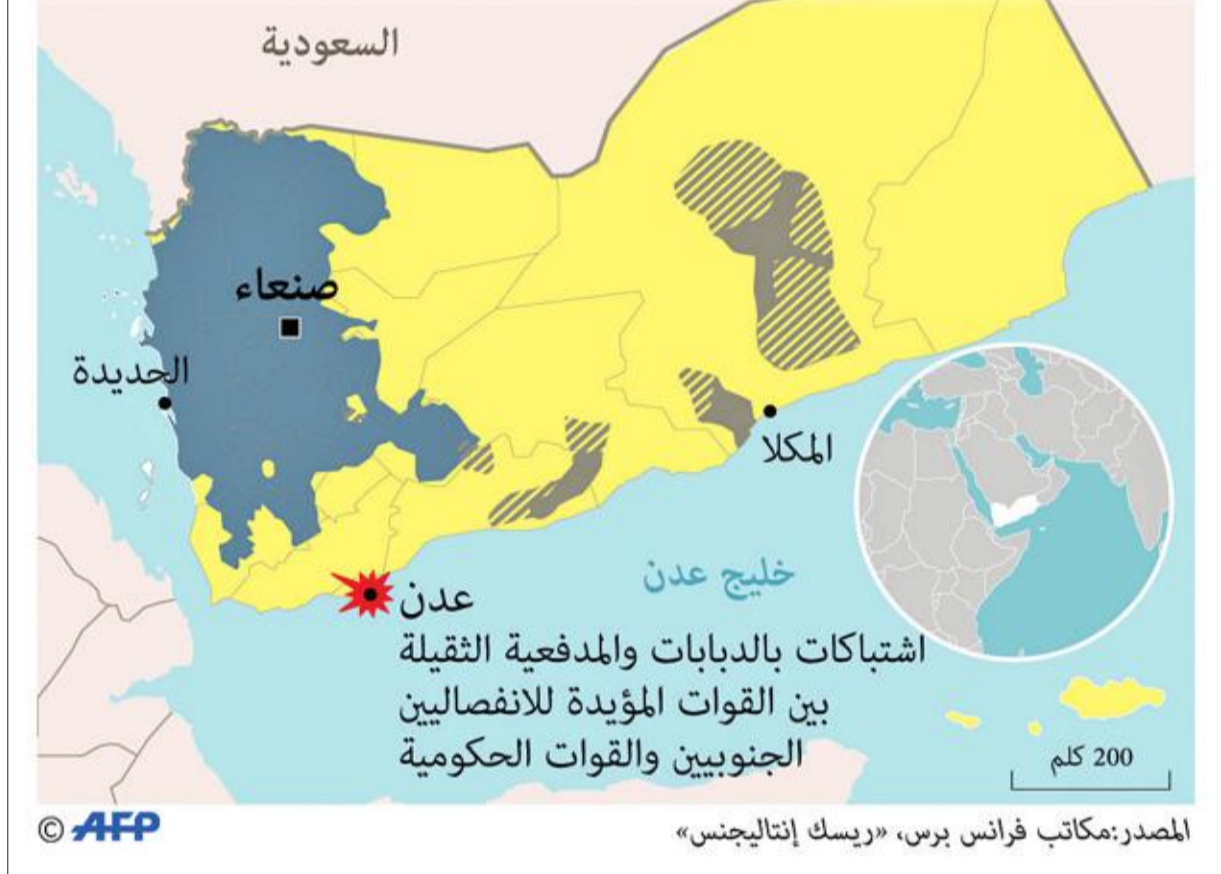 السعودية
صنعاء
الحديدة
المكلا
خليج عدن
عدن
اشتباكات بالدبابات والمدفعية الثقيلة
بين القوات المؤيدة للانفصاليين
الجنوبيين والقوات الحكومية
200 كلم
المصدر:مكاتب فرانس برس، «ريسك إنتاليجنس»
© AFP